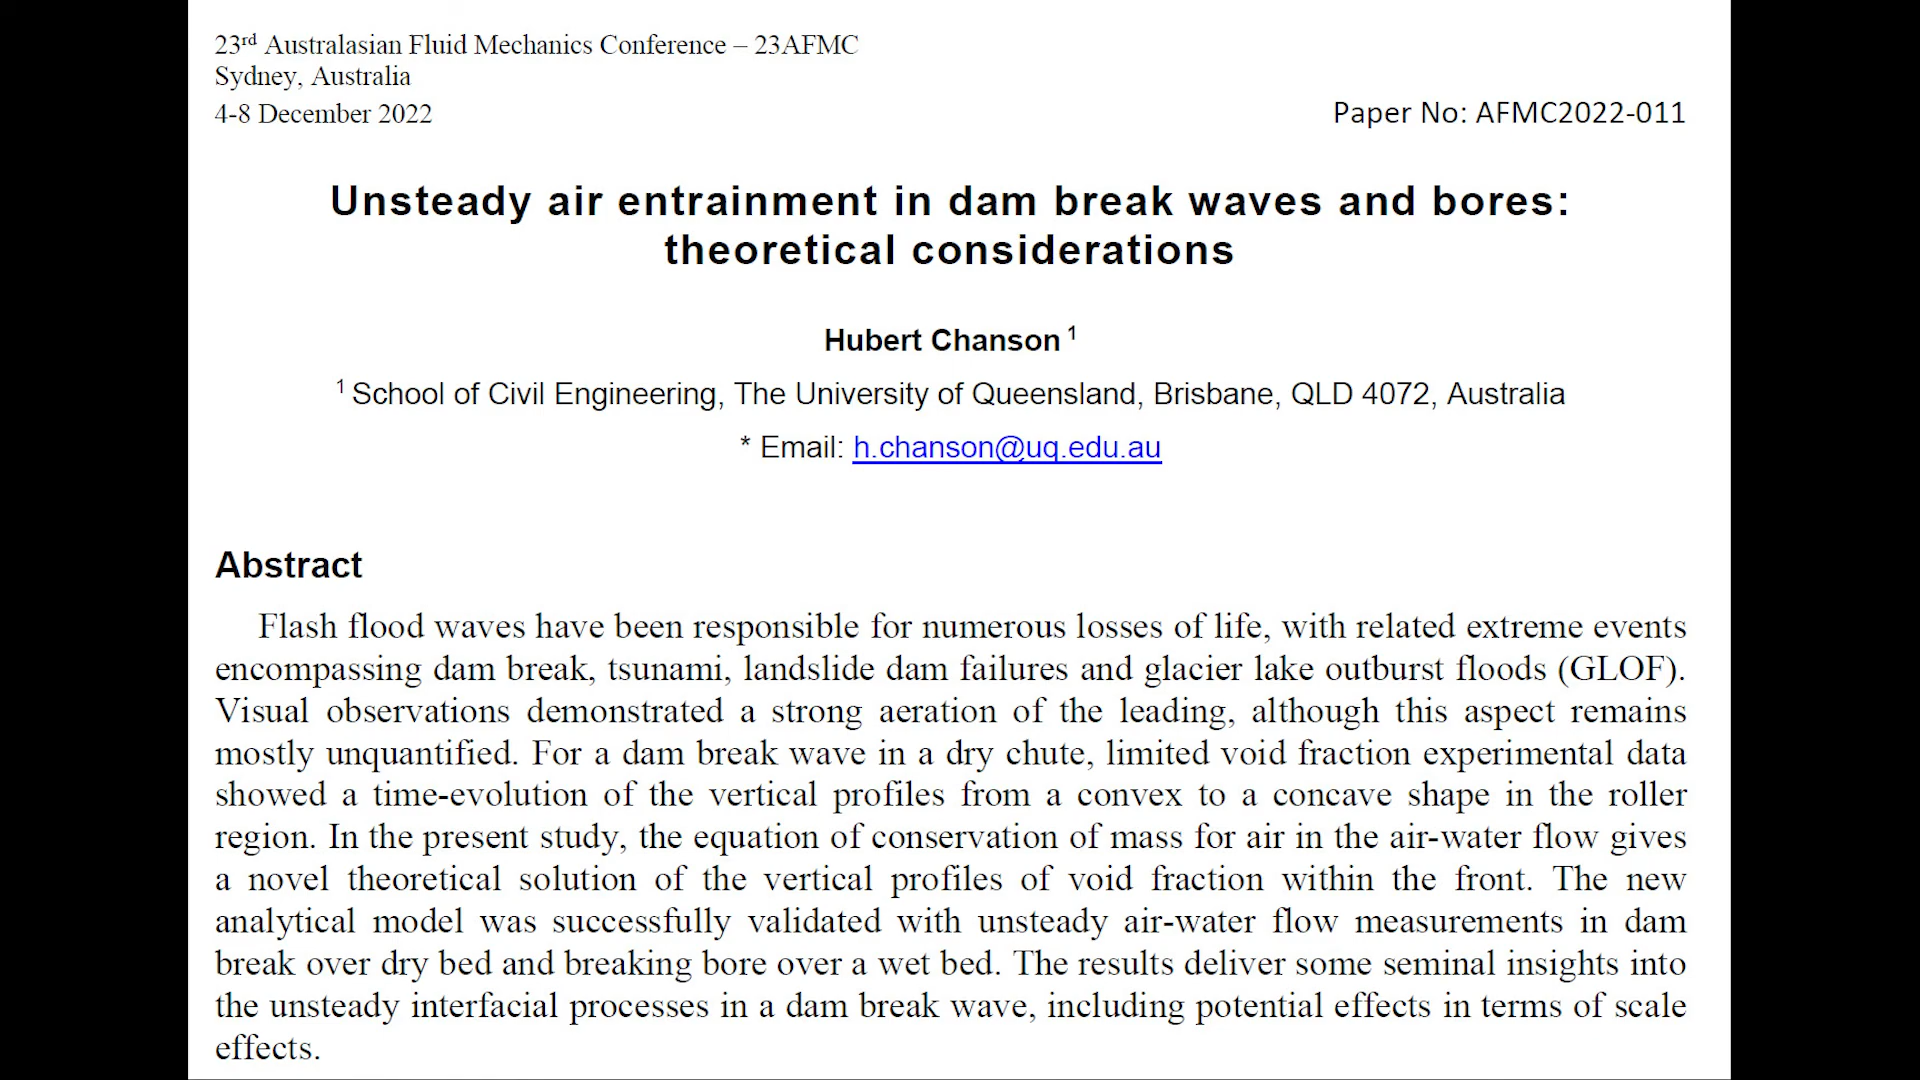 23rd Australasian Fluid Mechanics Conference – 23AFMC
Sydney, Australia
4-8 December 2022
Paper No: AFMC2022-011
Unsteady air entrainment in dam break waves and bores:
theoretical considerations
Hubert Chanson 1
1 School of Civil Engineering, The University of Queensland, Brisbane, QLD 4072, Australia
* Email: h.chanson@uq.edu.au
Abstract
Flash flood waves have been responsible for numerous losses of life, with related extreme events
encompassing dam break, tsunami, landslide dam failures and glacier lake outburst floods (GLOF).
Visual observations demonstrated a strong aeration of the leading, although this aspect remains
mostly unquantified. For a dam break wave in a dry chute, limited void fraction experimental data
showed a time-evolution of the vertical profiles from a convex to a concave shape in the roller
region. In the present study, the equation of conservation of mass for air in the air-water flow gives
a novel theoretical solution of the vertical profiles of void fraction within the front. The new
analytical model was successfully validated with unsteady air-water flow measurements in dam
break over dry bed and breaking bore over a wet bed. The results deliver some seminal insights into
the unsteady interfacial processes in a dam break wave, including potential effects in terms of scale
effects.